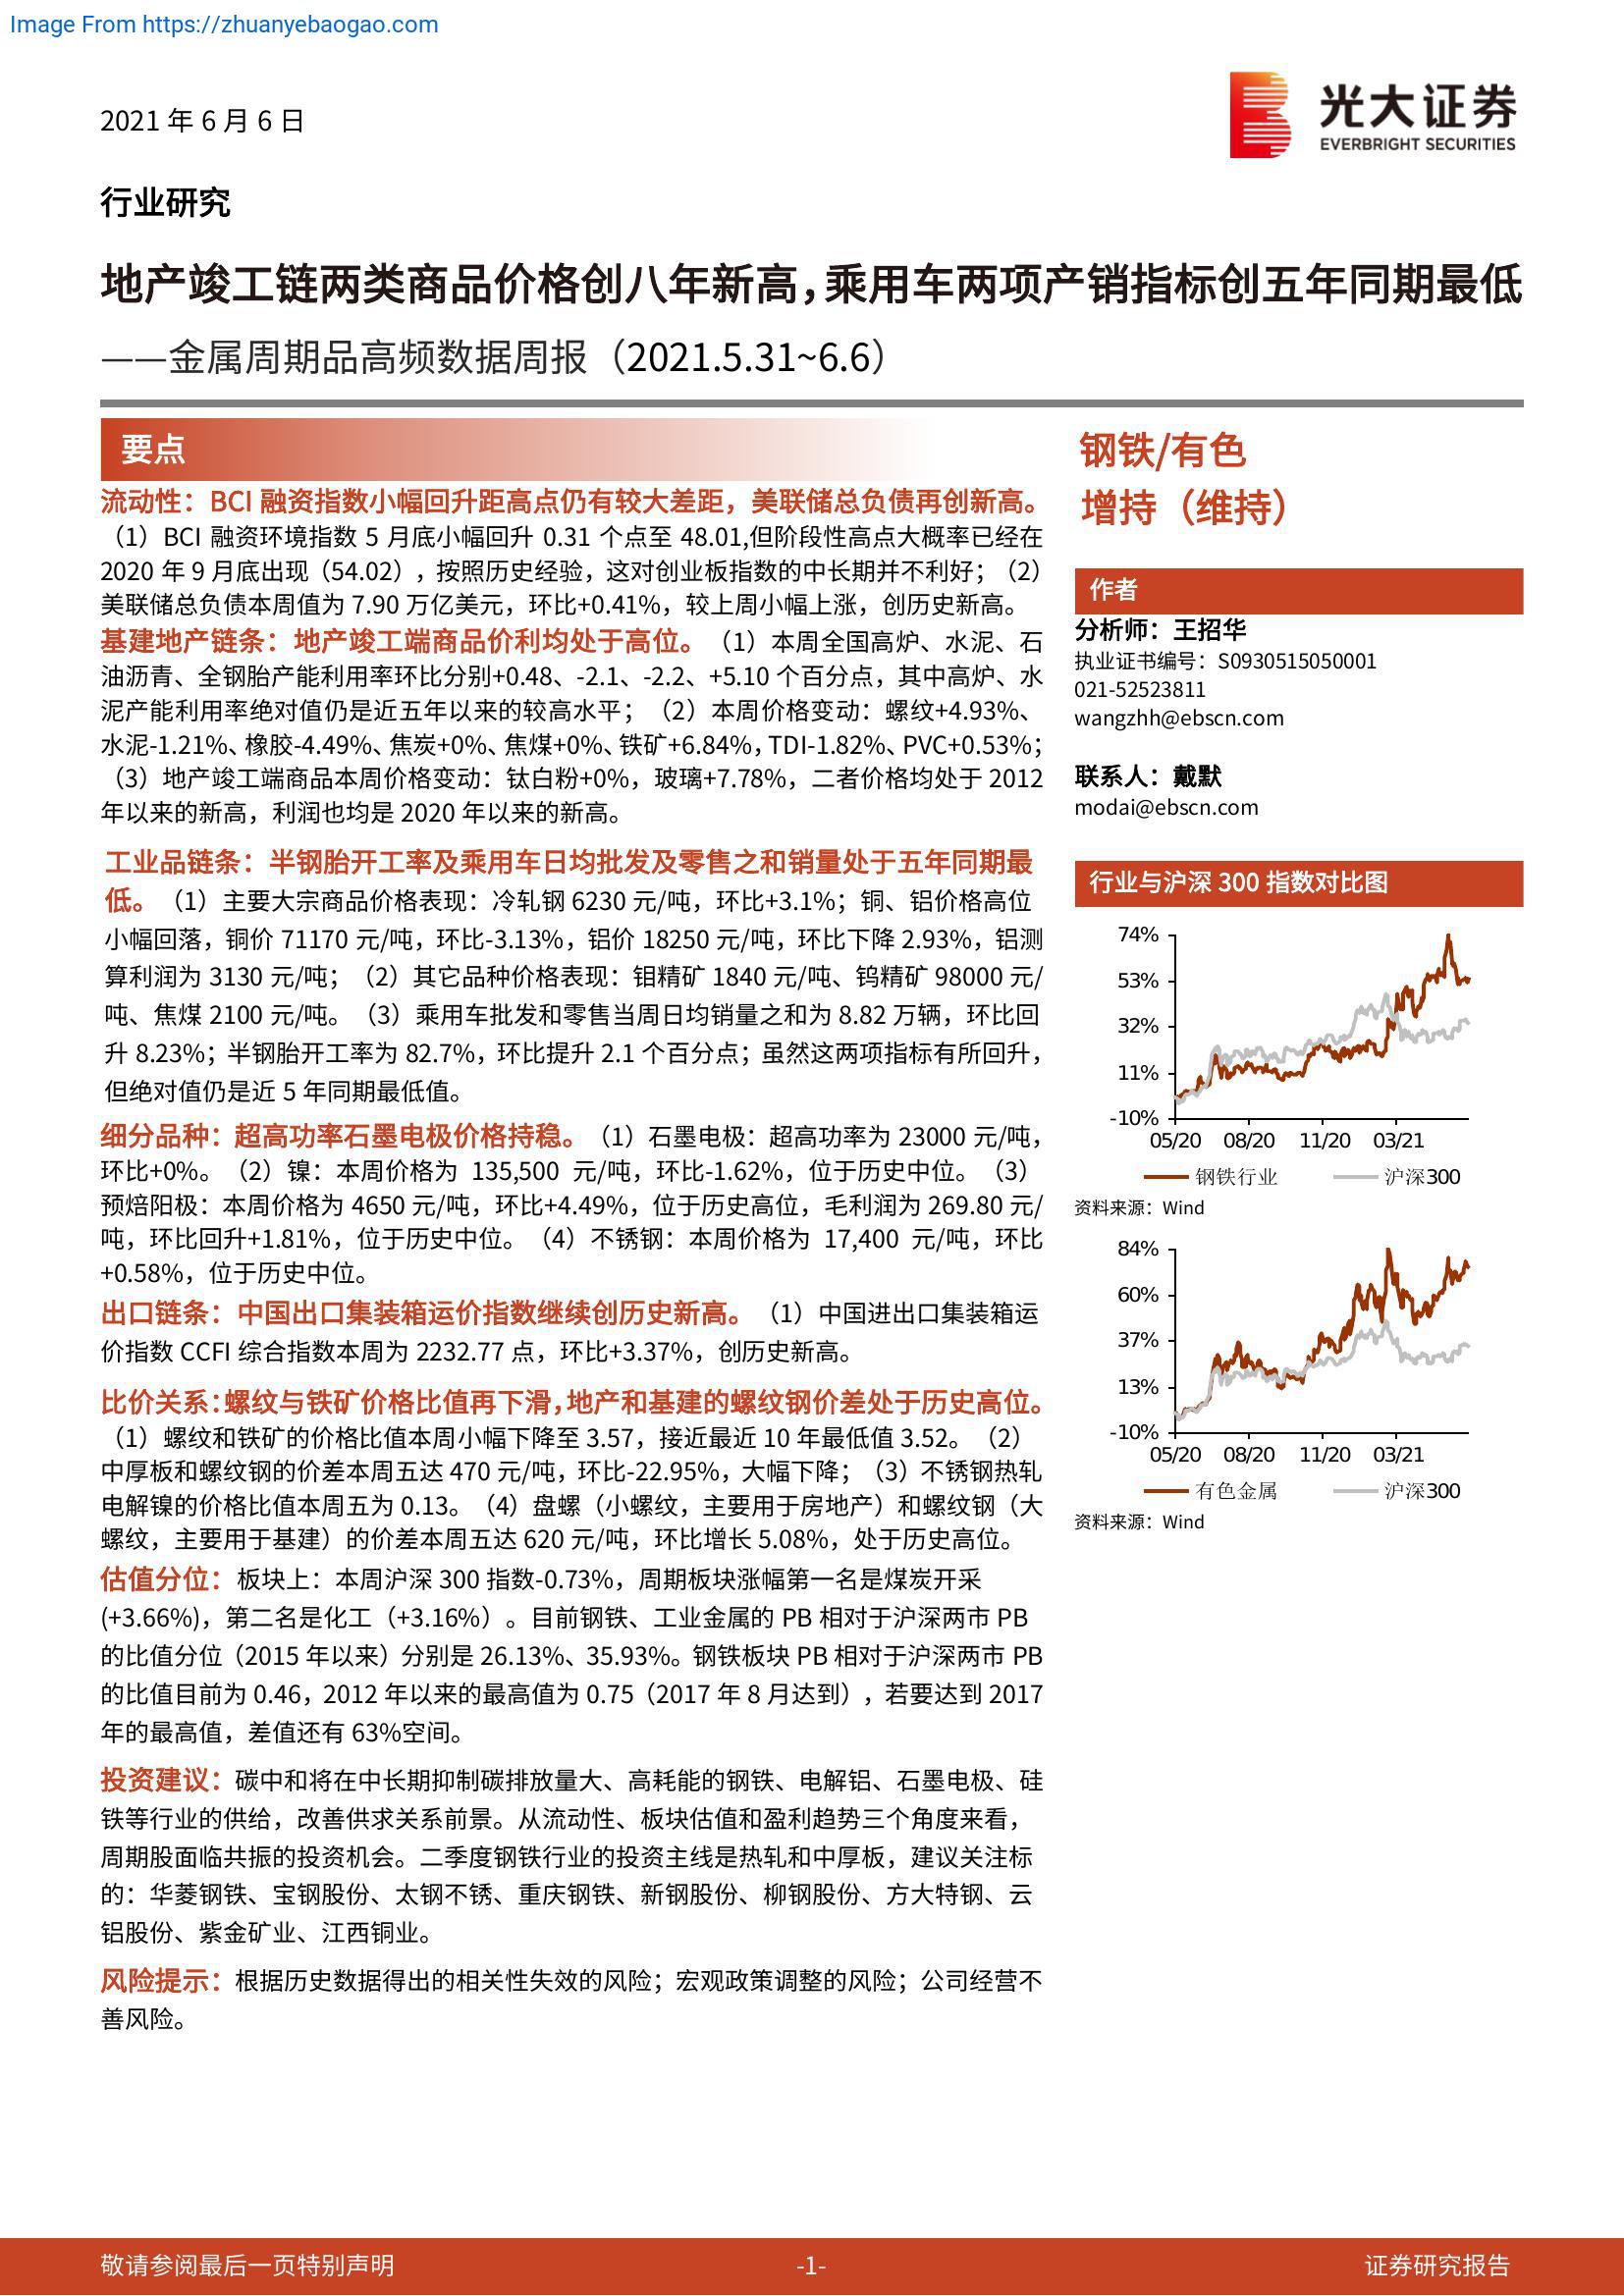 Image From https://zhuanyebaogao.com
2021 年 6 月 6 日
光大证券
EVERBRIGHT SECURITIES
行业研究
地产竣工链两类商品价格创八年新高，乘用车两项产销指标创五年同期最低
——金属周期品高频数据周报（2021.5.31~6.6）
要点
流动性：BCI 融资指数小幅回升距高点仍有较大差距，美联储总负债再创新高。
（1）BCI 融资环境指数 5 月底小幅回升 0.31 个点至 48.01,但阶段性高点大概率已经在
2020 年 9 月底出现（54.02），按照历史经验，这对创业板指数的中长期并不利好；（2）
美联储总负债本周值为 7.90 万亿美元，环比+0.41%，较上周小幅上涨，创历史新高。
基建地产链条：地产竣工端商品价利均处于高位。（1）本周全国高炉、水泥、石
油沥青、全钢胎产能利用率环比分别+0.48、-2.1、-2.2、+5.10 个百分点，其中高炉、水
泥产能利用率绝对值仍是近五年以来的较高水平；（2）本周价格变动：螺纹+4.93%、
水泥-1.21%、橡胶-4.49%、焦炭+0%、焦煤+0%、铁矿+6.84%，TDI-1.82%、PVC+0.53%；
（3）地产竣工端商品本周价格变动：钛白粉+0%，玻璃+7.78%，二者价格均处于 2012
年以来的新高，利润也均是 2020 年以来的新高。
工业品链条：半钢胎开工率及乘用车日均批发及零售之和销量处于五年同期最
低。（1）主要大宗商品价格表现：冷轧钢 6230 元/吨，环比+3.1%；铜、铝价格高位
小幅回落，铜价 71170 元/吨，环比-3.13%，铝价 18250 元/吨，环比下降 2.93%，铝测
算利润为 3130 元/吨；（2）其它品种价格表现：钼精矿 1840 元/吨、钨精矿 98000 元/
吨、焦煤 2100 元/吨。（3）乘用车批发和零售当周日均销量之和为 8.82 万辆，环比回
升 8.23%；半钢胎开工率为 82.7%，环比提升 2.1 个百分点；虽然这两项指标有所回升，
但绝对值仍是近 5 年同期最低值。
细分品种：超高功率石墨电极价格持稳。（1）石墨电极：超高功率为 23000 元/吨，
环比+0%。（2）镍：本周价格为 135,500 元/吨，环比-1.62%，位于历史中位。（3）
预焙阳极：本周价格为 4650 元/吨，环比+4.49%，位于历史高位，毛利润为 269.80 元/
吨，环比回升+1.81%，位于历史中位。（4）不锈钢：本周价格为 17,400 元/吨，环比
+0.58%，位于历史中位。
出口链条：中国出口集装箱运价指数继续创历史新高。（1）中国进出口集装箱运
价指数 CCFI 综合指数本周为 2232.77 点，环比+3.37%，创历史新高。
比价关系：螺纹与铁矿价格比值再下滑，地产和基建的螺纹钢价差处于历史高位。
（1）螺纹和铁矿的价格比值本周小幅下降至 3.57，接近最近 10 年最低值 3.52。（2）
中厚板和螺纹钢的价差本周五达 470 元/吨，环比-22.95%，大幅下降；（3）不锈钢热轧
电解镍的价格比值本周五为 0.13。（4）盘螺（小螺纹，主要用于房地产）和螺纹钢（大
螺纹，主要用于基建）的价差本周五达 620 元/吨，环比增长 5.08%，处于历史高位。
估值分位：板块上：本周沪深 300 指数-0.73%，周期板块涨幅第一名是煤炭开采
(+3.66%)，第二名是化工（+3.16%）。目前钢铁、工业金属的 PB 相对于沪深两市 PB
的比值分位（2015 年以来）分别是 26.13%、35.93%。钢铁板块 PB 相对于沪深两市 PB
的比值目前为 0.46，2012 年以来的最高值为 0.75（2017 年 8 月达到），若要达到 2017
年的最高值，差值还有 63%空间。
投资建议：碳中和将在中长期抑制碳排放量大、高耗能的钢铁、电解铝、石墨电极、硅
铁等行业的供给，改善供求关系前景。从流动性、板块估值和盈利趋势三个角度来看，
周期股面临共振的投资机会。二季度钢铁行业的投资主线是热轧和中厚板，建议关注标
的：华菱钢铁、宝钢股份、太钢不锈、重庆钢铁、新钢股份、柳钢股份、方大特钢、云
铝股份、紫金矿业、江西铜业。
风险提示：根据历史数据得出的相关性失效的风险；宏观政策调整的风险；公司经营不
善风险。
钢铁/有色
增持（维持）
作者
分析师：王招华
执业证书编号：S0930515050001
021-52523811
wangzhh@ebscn.com
联系人：戴默
modai@ebscn.com
行业与沪深 300 指数对比图
74%
53%
32%
11%
-10%
05/20 08/20 11/20 03/21
钢铁行业 沪深300
资料来源：Wind
84%
60%
37%
13%
-10%
05/20 08/20 11/20 03/21
有色金属 沪深300
资料来源：Wind
敬请参阅最后一页特别声明 -1- 证券研究报告